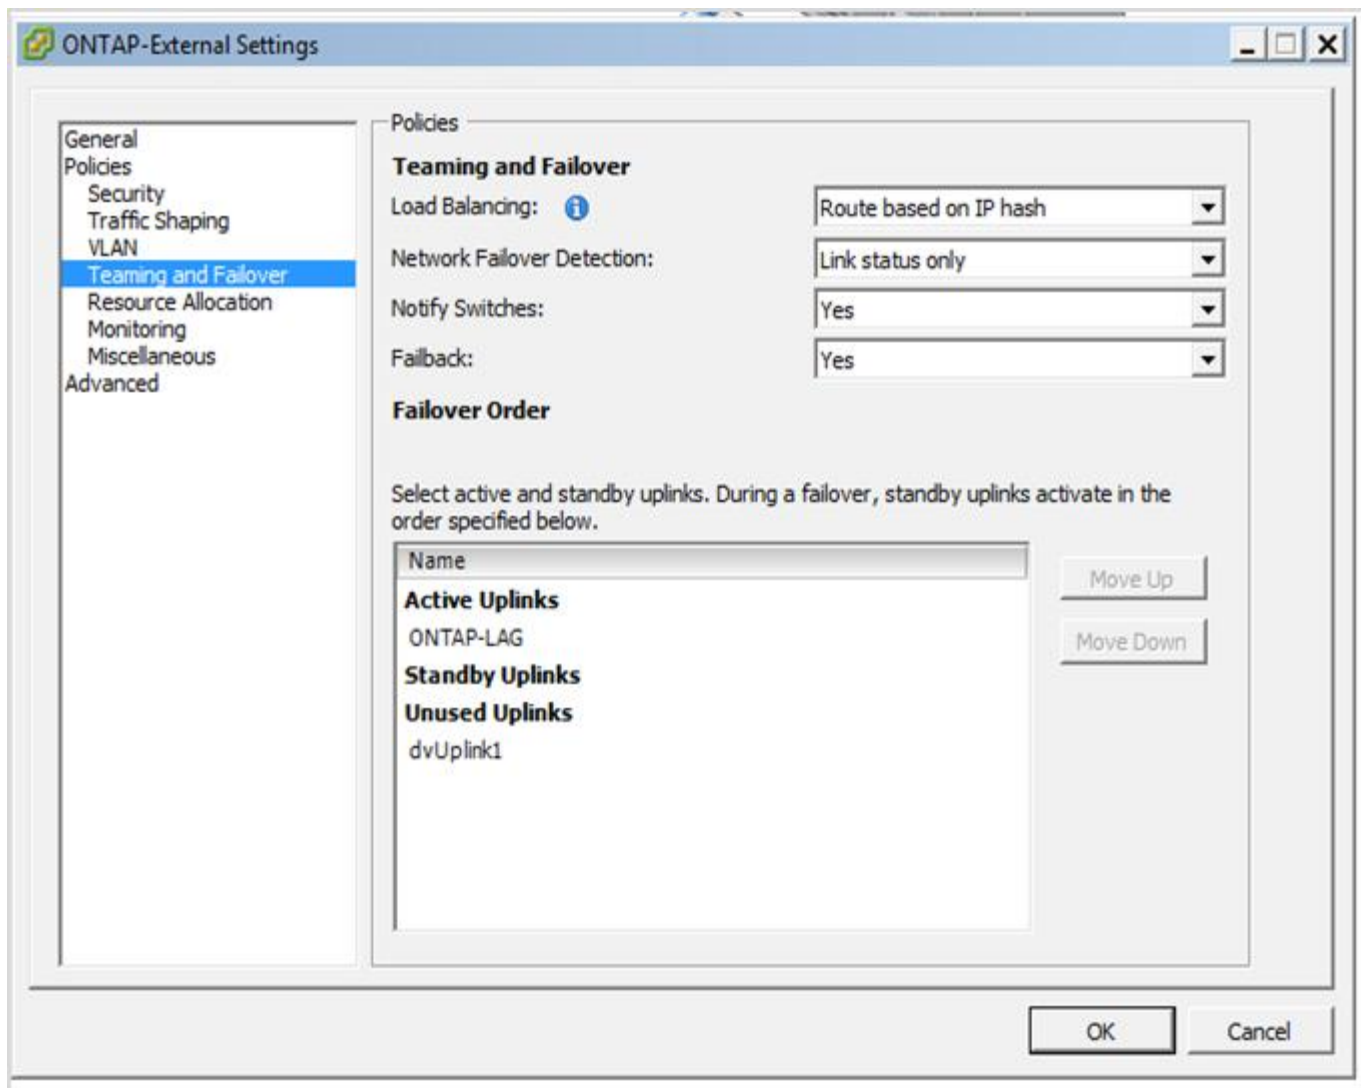 ONTAP-External Settings
General
Policies
Security
Traffic Shaping
VLAN
Teaming and Failover
Resource Allocation
Monitoring
Miscellaneous
Advanced
Policies
Teaming and Failover
Load Balancing:
Route based on IP hash
Network Failover Detection:
Link status only
Notify Switches:
Yes
Failback:
Yes
Failover Order
Select active and standby uplinks. During a failover, standby uplinks activate in the
order specified below.
Name
Active Uplinks
ONTAP-LAG
Standby Uplinks
Unused Uplinks
dvUplink1
Move Up
Move Down
OK
Cancel